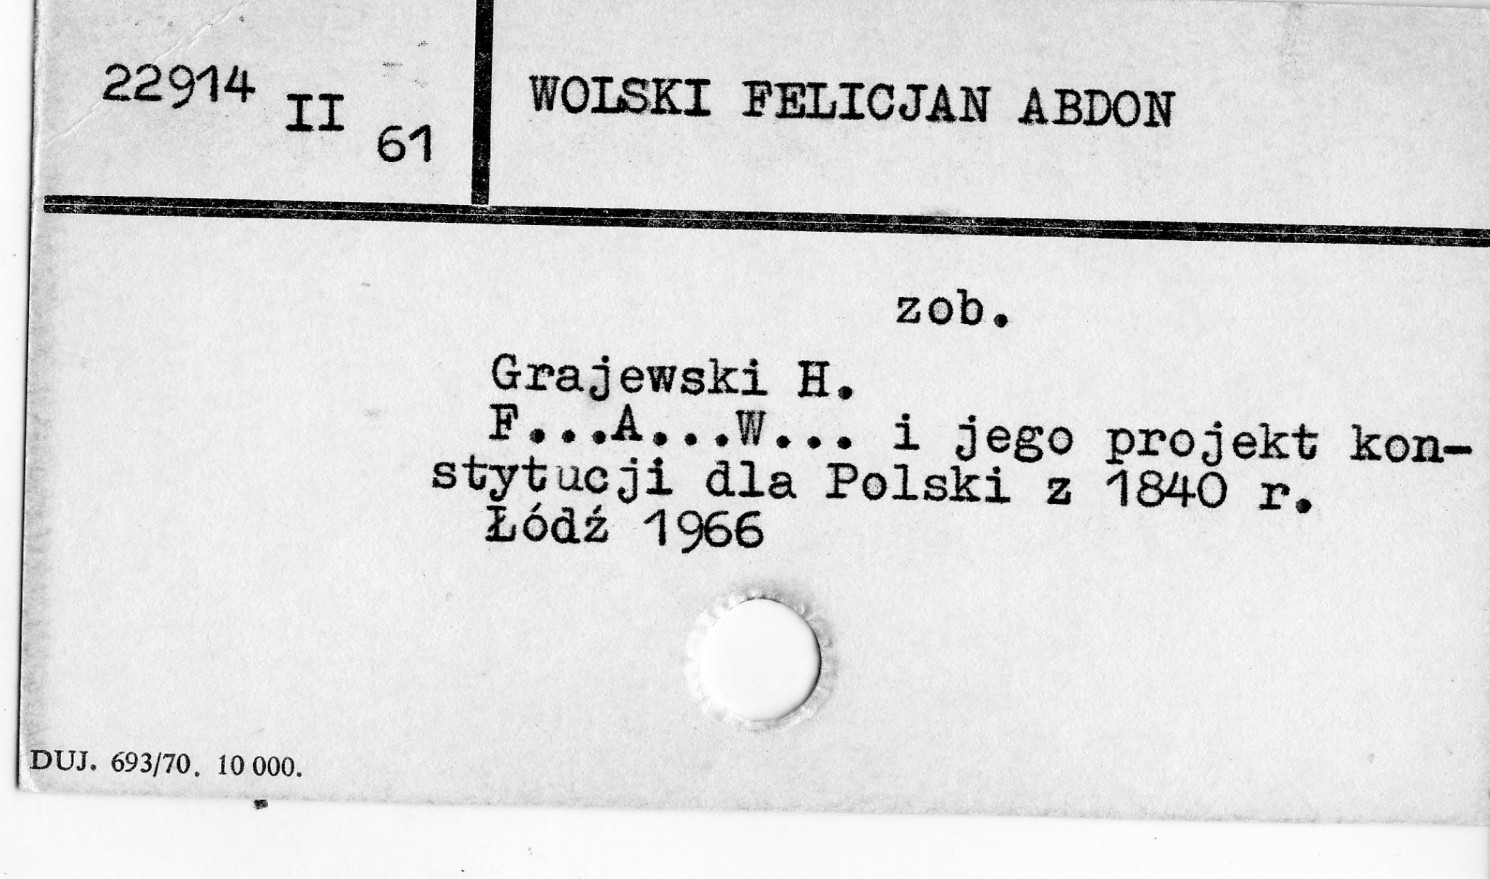 22914 II 61
WOLSKI FELICJAN ABDON
zob.
Grajewski H.
F...A...W... i jego projekt kon-
stytucji dla Polski z 1840 r.
Łódź 1966
DUJ. 693/70. 10 000.